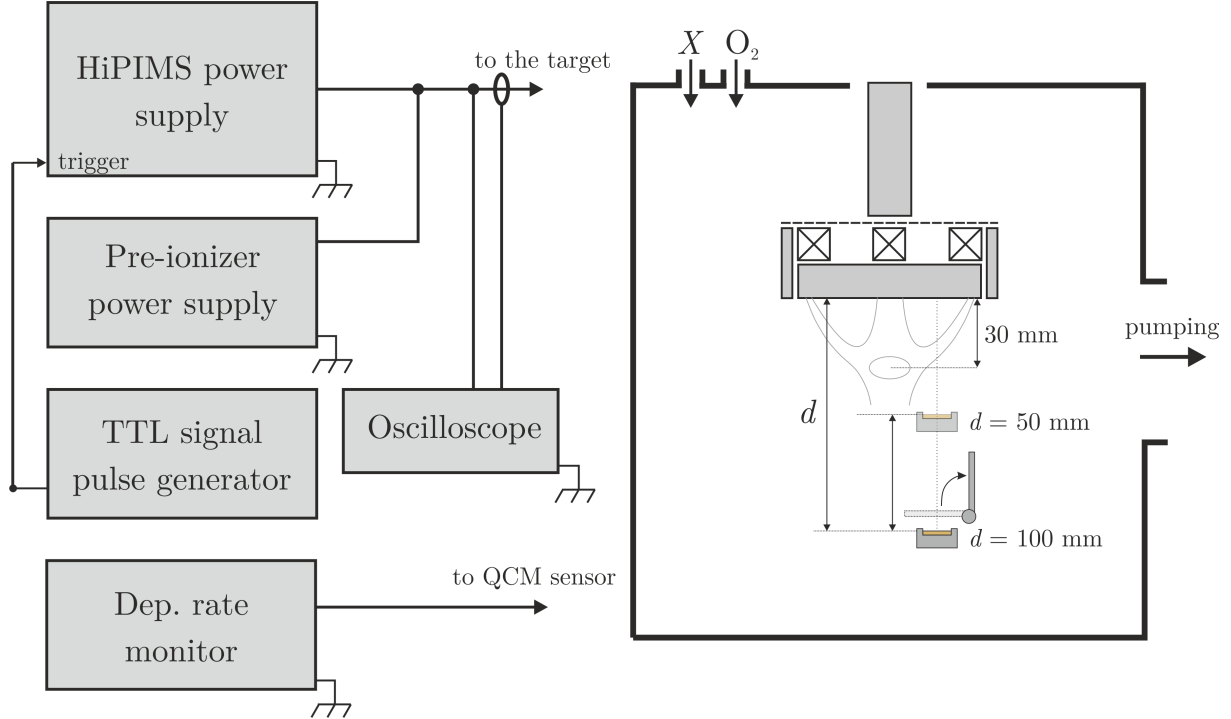 HiPIMS power
supply
trigger
to the target
Pre-ionizer
power supply
TTL signal
pulse generator
Oscilloscope
Dep. rate
monitor
to QCM sensor
X O₂
30 mm
pumping
d
d = 50 mm
d = 100 mm